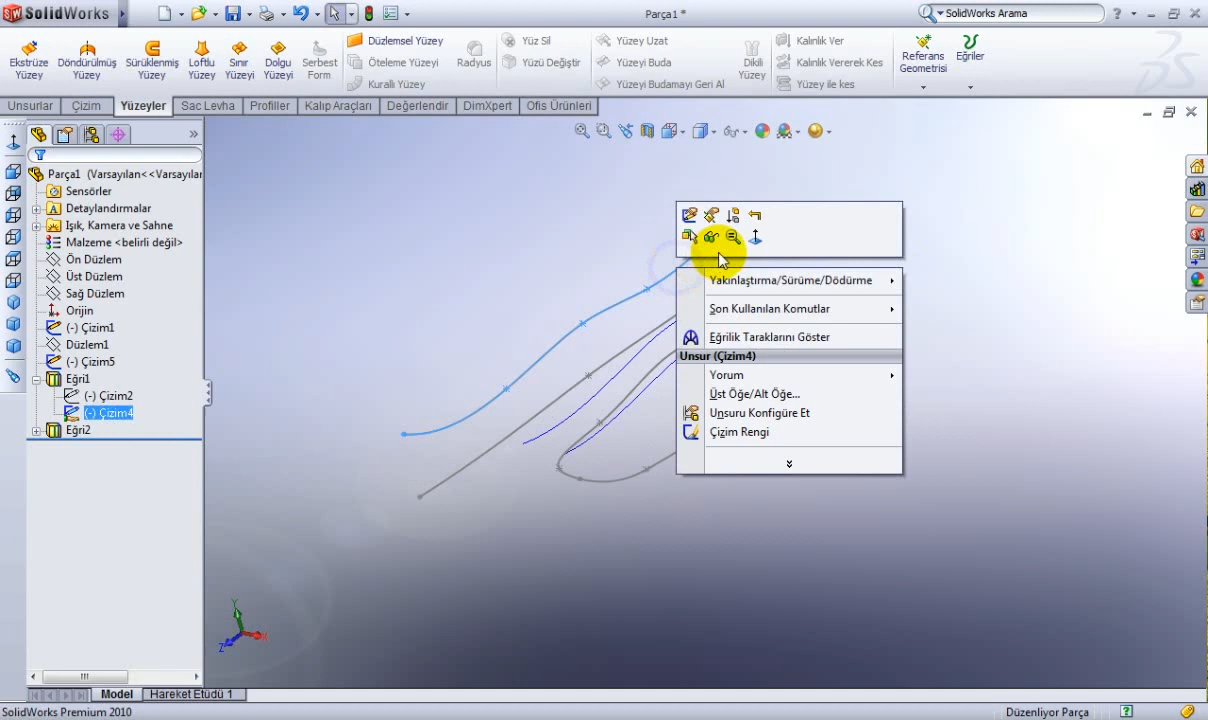 SW SolidWorks
Parça1 *
SolidWorks Arama
Ekstrüze Yüzey
Döndürülmüş Yüzey
Sürüklenmiş Yüzey
Loftlu Yüzey
Sınır Yüzeyi
Dolgu Yüzeyi
Serbest Form
Düzlemsel Yüzey
Öteleme Yüzeyi
Kurallı Yüzey
Radyus
Yüz Sil
Yüzü Değiştir
Yüzey Uzat
Yüzeyi Buda
Yüzeyi Budamayı Geri Al
Dikli Yüzey
Kalınlık Ver
Kalınlık Vererek Kes
Yüzey ile kes
Referans Geometrisi
Eğriler
Unsurlar
Çizim
Yüzeyler
Sac Levha
Profiller
Kalıp Araçları
Değerlendir
DimXpert
Ofis Ürünleri
Parça1 (Varsayılan<<Varsayılan
Sensörler
Detaylandırmalar
Işık, Kamera ve Sahne
Malzeme <belirli değil>
Ön Düzlem
Üst Düzlem
Sağ Düzlem
Orijin
(-) Çizim1
Düzlem1
(-) Çizim5
Eğri1
(-) Çizim2
(-) Çizim4
Eğri2
Yakınlaştırma/Sürüme/Dödürme
Son Kullanılan Komutlar
Eğrilik Taraklarını Göster
Unsur (Çizim4)
Yorum
Üst Öğe/Alt Öğe...
Unsuru Konfigüre Et
Çizim Rengi
Y
X
Z
Model
Hareket Etüdü 1
SolidWorks Premium 2010
Düzenliyor Parça